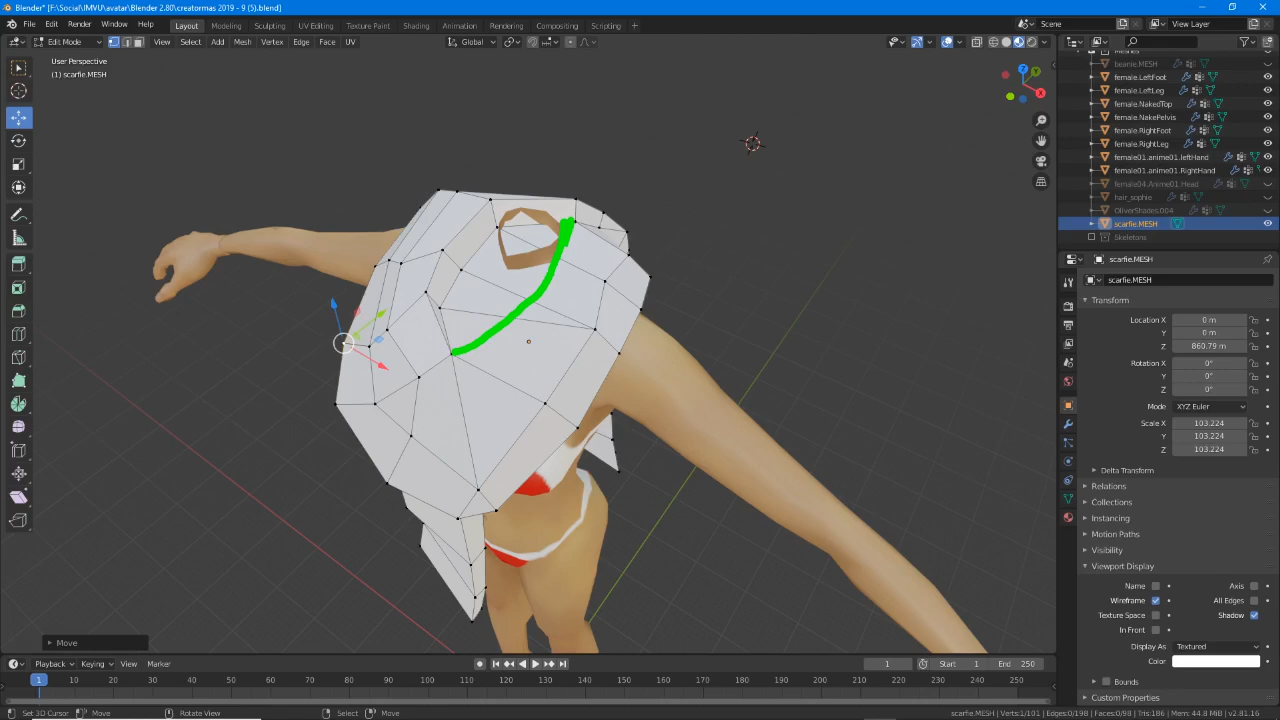 Blender* [F:\Social\IMVU\avatar\Blender 2.80\creatormas 2019 - 9 (5).blend]
File Edit Render Window Help Layout Modeling Sculpting UV Editing Texture Paint Shading Animation Rendering Compositing Scripting + Scene View Layer
Edit Mode View Select Add Mesh Vertex Edge Face UV Global
User Perspective
(1) scarfie.MESH
Z
Y
X
beanie.MESH
female.LeftFoot
female.LeftLeg
female.NakedTop
female.NakePelvis
female.RightFoot
female.RightLeg
female01.anime01.leftHand
female01.anime01.RightHand
female04.Anime01.Head
hair_sophie
OliverShades.004
scarfie.MESH
Skeletons
scarfie.MESH
scarfie.MESH
Transform
Location X 0 m
Y 0 m
Z 860.79 m
Rotation X 0°
Y 0°
Z 0°
Mode XYZ Euler
Scale X 103.224
Y 103.224
Z 103.224
Delta Transform
Relations
Collections
Instancing
Motion Paths
Visibility
Viewport Display
Name Axis
Wireframe All Edges
Texture Space Shadow
In Front
Display As Textured
Color
Bounds
Custom Properties
Move
Playback Keying View Marker 1 Start 1 End 250
1 10 20 30 40 50 60 70 80 90 100 110 120 130 140 150 160 170 180 190 200 210 220 230 240 250
Set 3D Cursor Move Rotate View Select Move scarfie.MESH | Verts:1/101 | Edges:0/198 | Faces:0/98 | Tris:186 | Mem: 44.8 MiB | v2.81.16